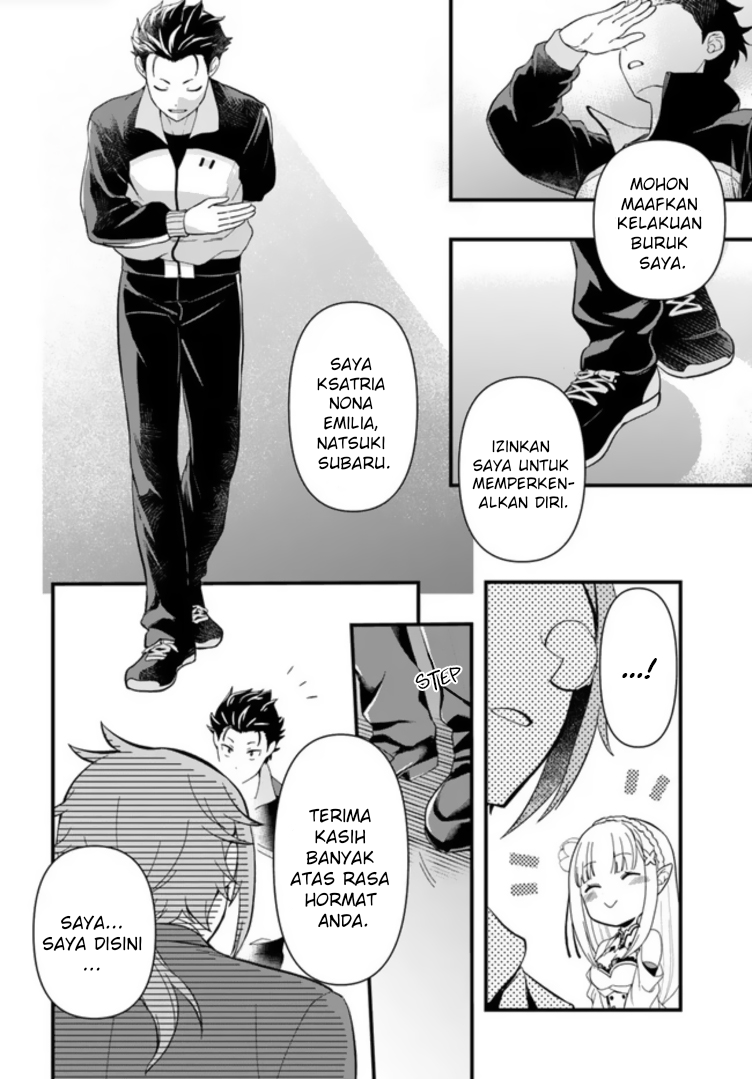 MOHON
MAAFKAN
KELAKUAN
BURUK
SAYA.
IZINKAN
SAYA UNTUK
MEMPERKEN-
ALKAN DIRI.
SAYA
KSATRIA
NONA
EMILIA,
NATSUKI
SUBARU.
....!
STEP
TERIMA
KASIH
BANYAK
ATAS RASA
HORMAT
ANDA.
SAYA...
SAYA DISINI
...